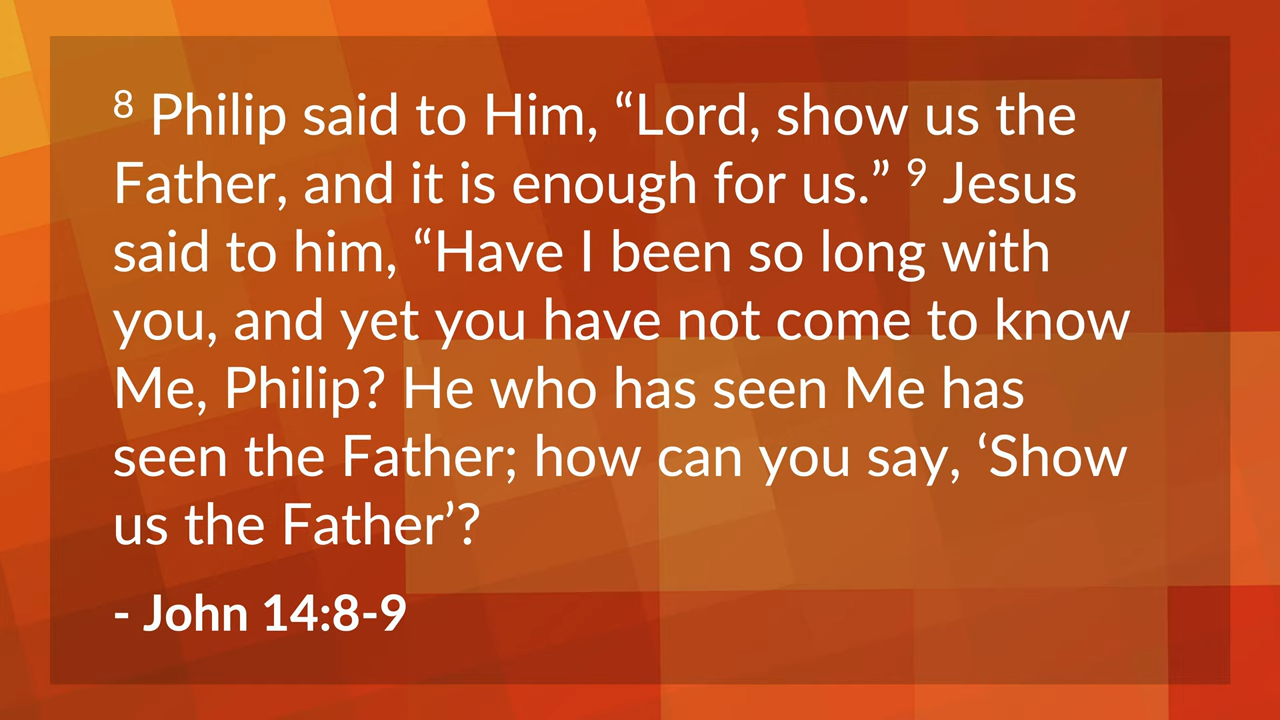 8 Philip said to Him, “Lord, show us the
Father, and it is enough for us.” 9 Jesus
said to him, “Have I been so long with
you, and yet you have not come to know
Me, Philip? He who has seen Me has
seen the Father; how can you say, ‘Show
us the Father’?
- John 14:8-9